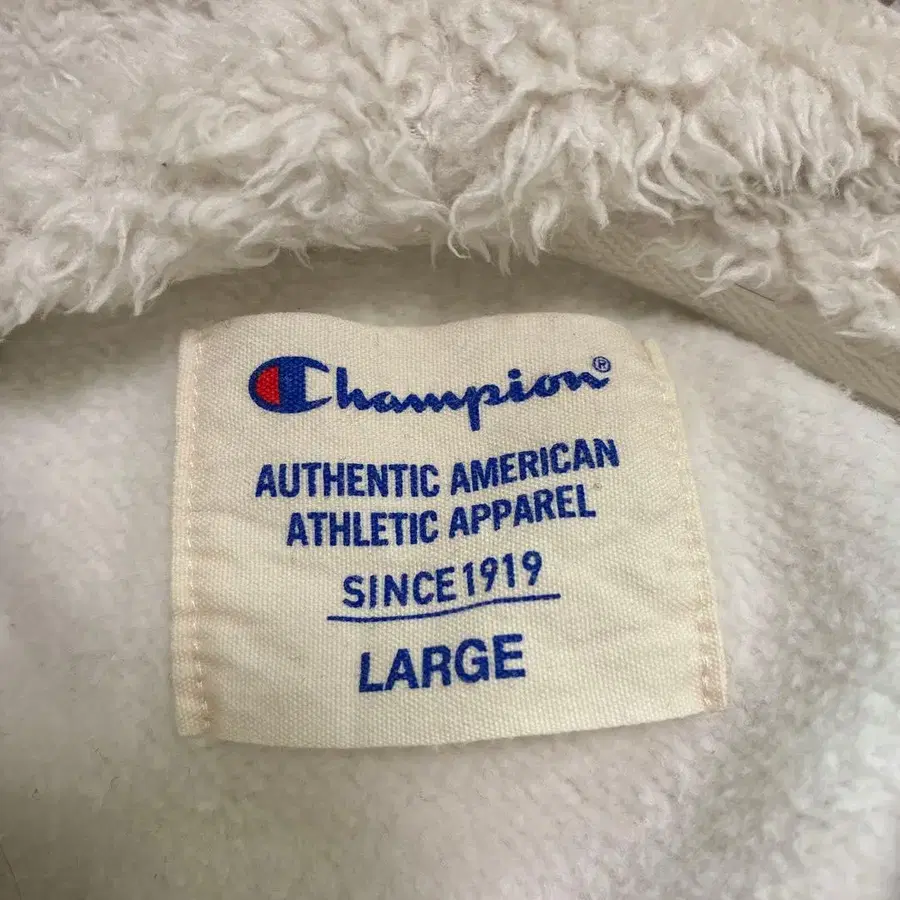 Champion®
AUTHENTIC AMERICAN
ATHLETIC APPAREL
SINCE 1919
LARGE